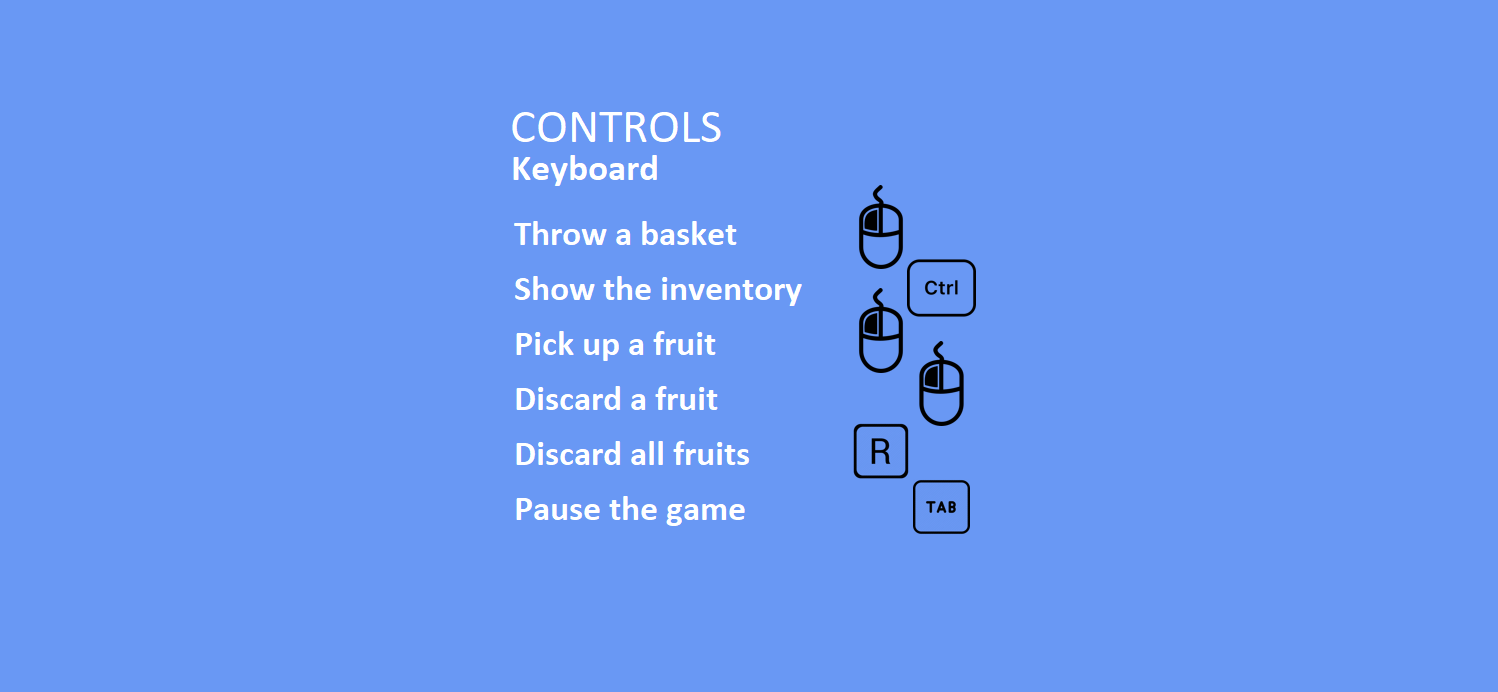 CONTROLS
Keyboard
Throw a basket
Show the inventory Ctrl
Pick up a fruit
Discard a fruit
Discard all fruits R
Pause the game TAB